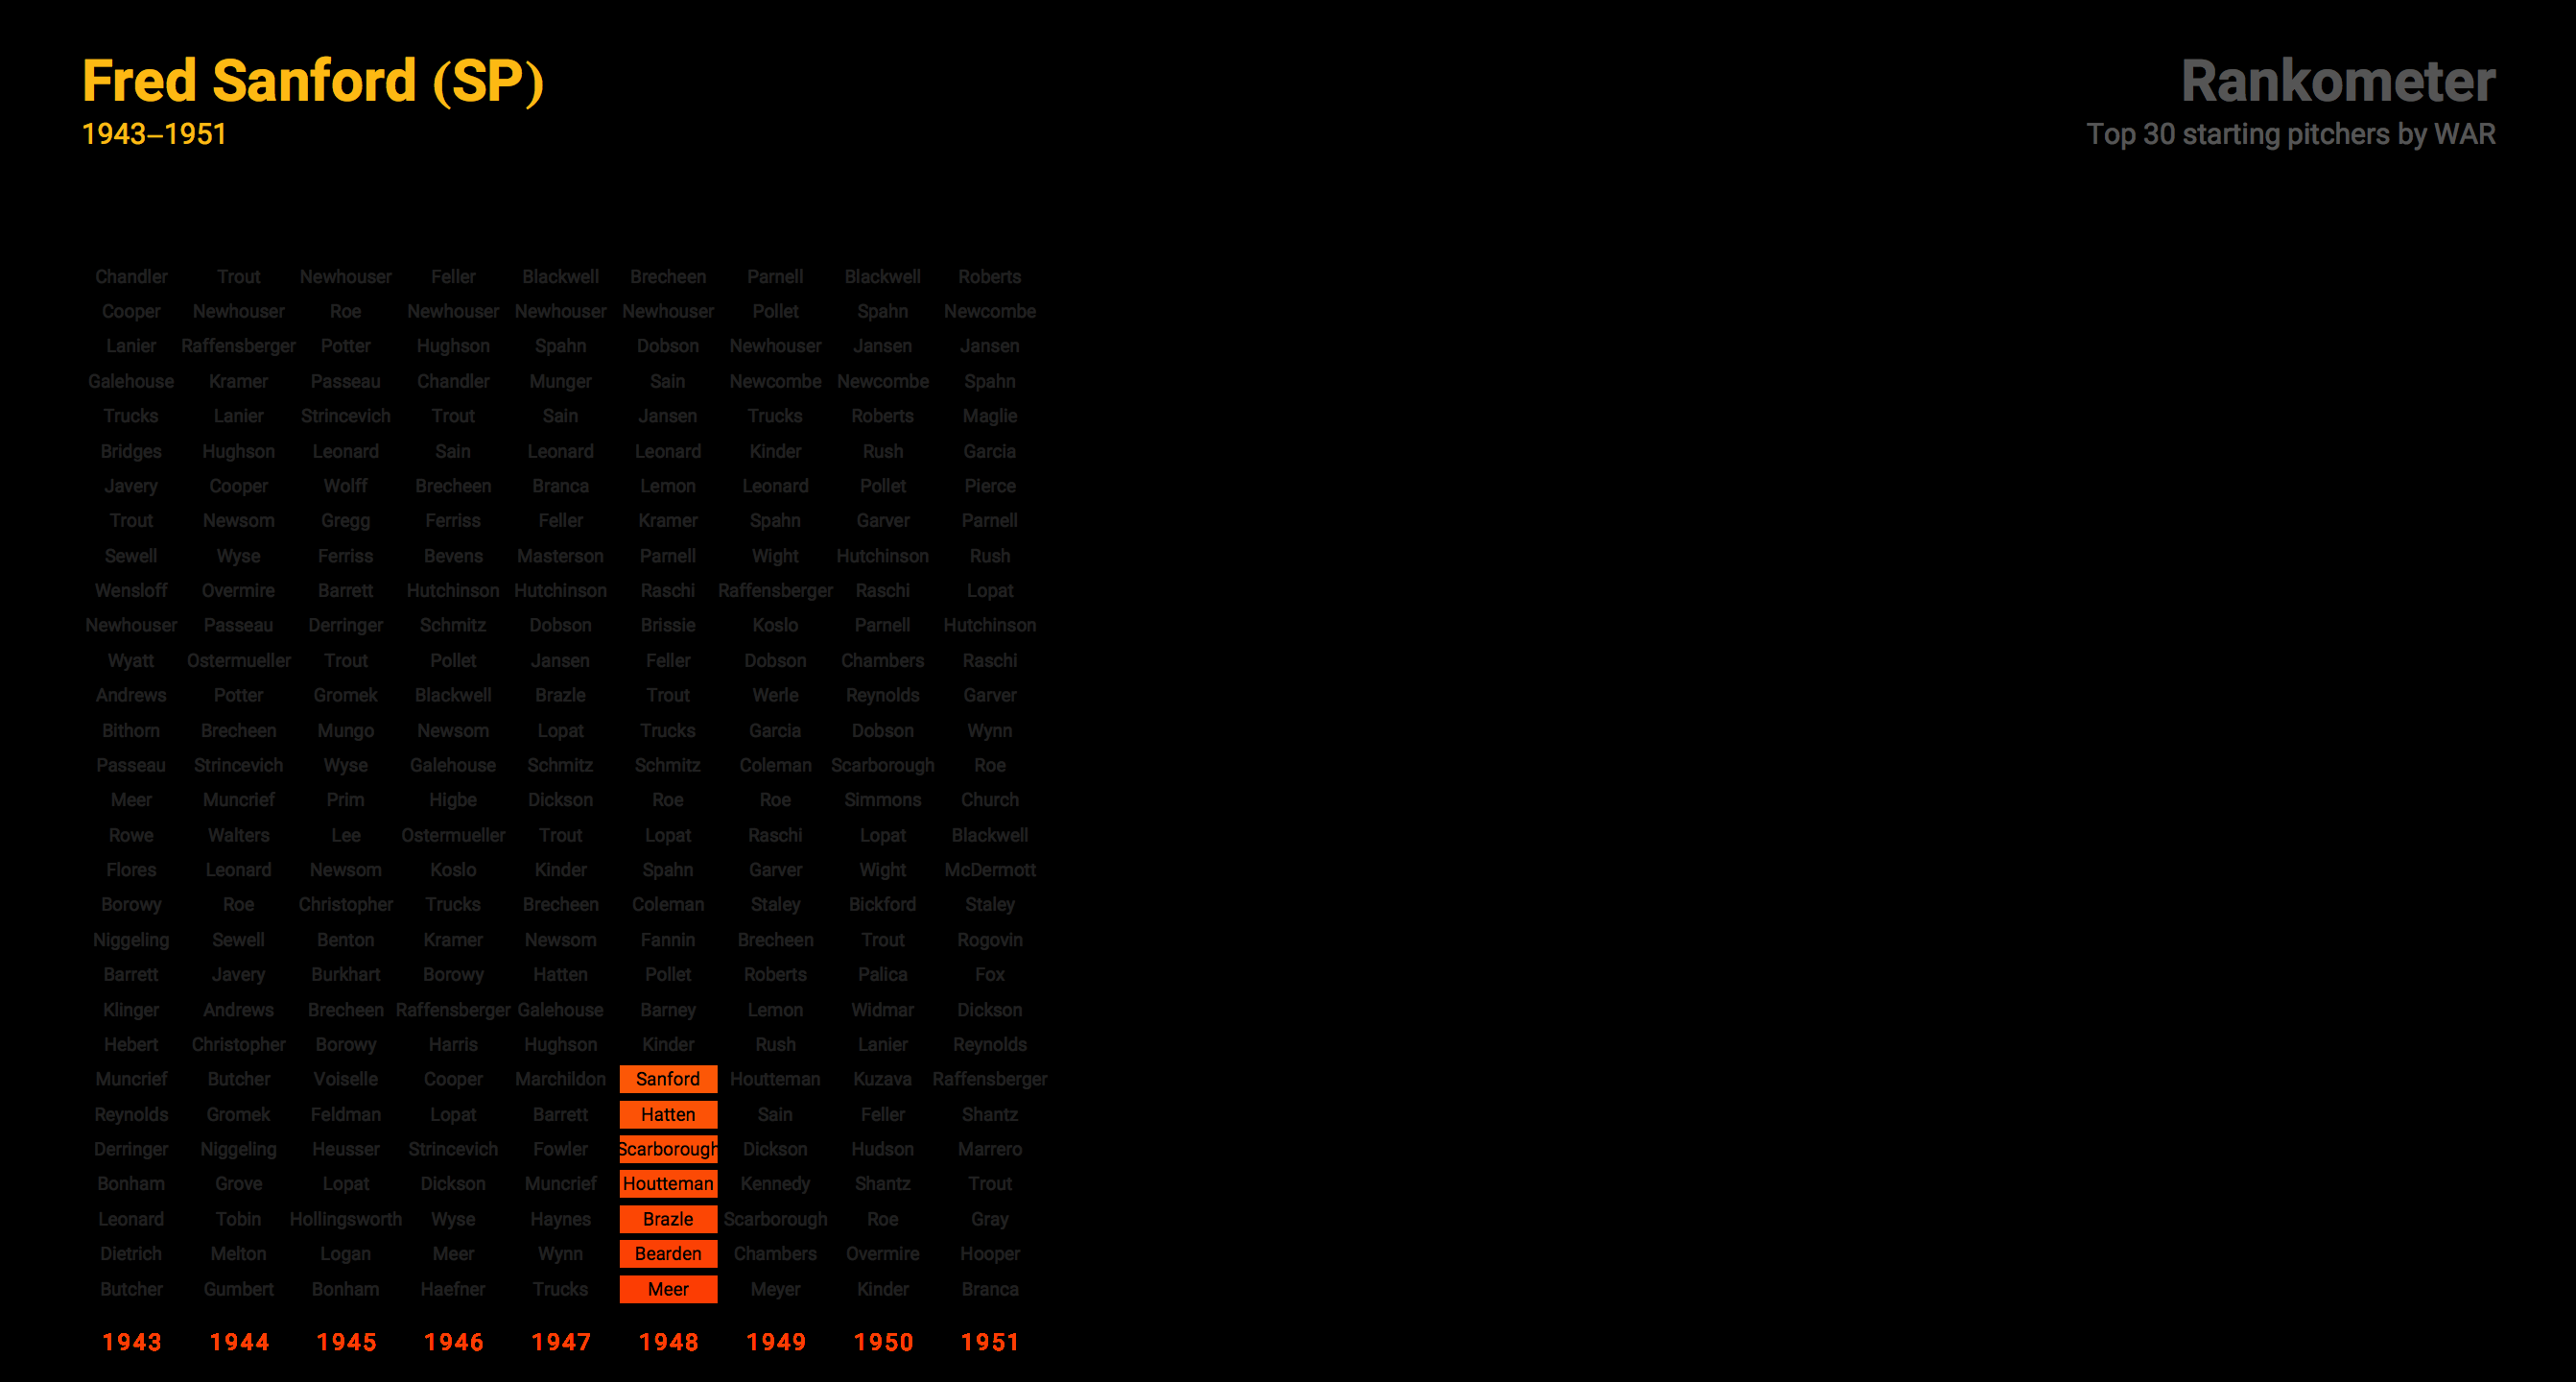 Fred Sanford (SP)
1943–1951
Rankometer
Top 30 starting pitchers by WAR
Chandler Trout Newhouser Feller Blackwell Brecheen Parnell Blackwell Roberts
Cooper Newhouser Roe Newhouser Newhouser Newhouser Pollet Spahn Newcombe
Lanier Raffensberger Potter Hughson Spahn Dobson Newhouser Jansen Jansen
Galehouse Kramer Passeau Chandler Munger Sain Newcombe Newcombe Spahn
Trucks Lanier Strincevich Trout Sain Jansen Trucks Roberts Maglie
Bridges Hughson Leonard Sain Leonard Leonard Kinder Rush Garcia
Javery Cooper Wolff Brecheen Branca Lemon Leonard Pollet Pierce
Trout Newsom Gregg Ferriss Feller Kramer Spahn Garver Parnell
Sewell Wyse Ferriss Bevens Masterson Parnell Wight Hutchinson Rush
Wensloff Overmire Barrett Hutchinson Hutchinson Raschi Raffensberger Raschi Lopat
Newhouser Passeau Derringer Schmitz Dobson Brissie Koslo Parnell Hutchinson
Wyatt Ostermueller Trout Pollet Jansen Feller Dobson Chambers Raschi
Andrews Potter Gromek Blackwell Brazle Trout Werle Reynolds Garver
Bithorn Brecheen Mungo Newsom Lopat Trucks Garcia Dobson Wynn
Passeau Strincevich Wyse Galehouse Schmitz Schmitz Coleman Scarborough Roe
Meer Muncrief Prim Higbe Dickson Roe Roe Simmons Church
Rowe Walters Lee Ostermueller Trout Lopat Raschi Lopat Blackwell
Flores Leonard Newsom Koslo Kinder Spahn Garver Wight McDermott
Borowy Roe Christopher Trucks Brecheen Coleman Staley Bickford Staley
Niggeling Sewell Benton Kramer Newsom Fannin Brecheen Trout Rogovin
Barrett Javery Burkhart Borowy Hatten Pollet Roberts Palica Fox
Klinger Andrews Brecheen Raffensberger Galehouse Barney Lemon Widmar Dickson
Hebert Christopher Borowy Harris Hughson Kinder Rush Lanier Reynolds
Muncrief Butcher Voiselle Cooper Marchildon Sanford Houtteman Kuzava Raffensberger
Reynolds Gromek Feldman Lopat Barrett Hatten Sain Feller Shantz
Derringer Niggeling Heusser Strincevich Fowler Scarborough Dickson Hudson Marrero
Bonham Grove Lopat Dickson Muncrief Houtteman Kennedy Shantz Trout
Leonard Tobin Hollingsworth Wyse Haynes Brazle Scarborough Roe Gray
Dietrich Melton Logan Meer Wynn Bearden Chambers Overmire Hooper
Butcher Gumbert Bonham Haefner Trucks Meer Meyer Kinder Branca
1943 1944 1945 1946 1947 1948 1949 1950 1951